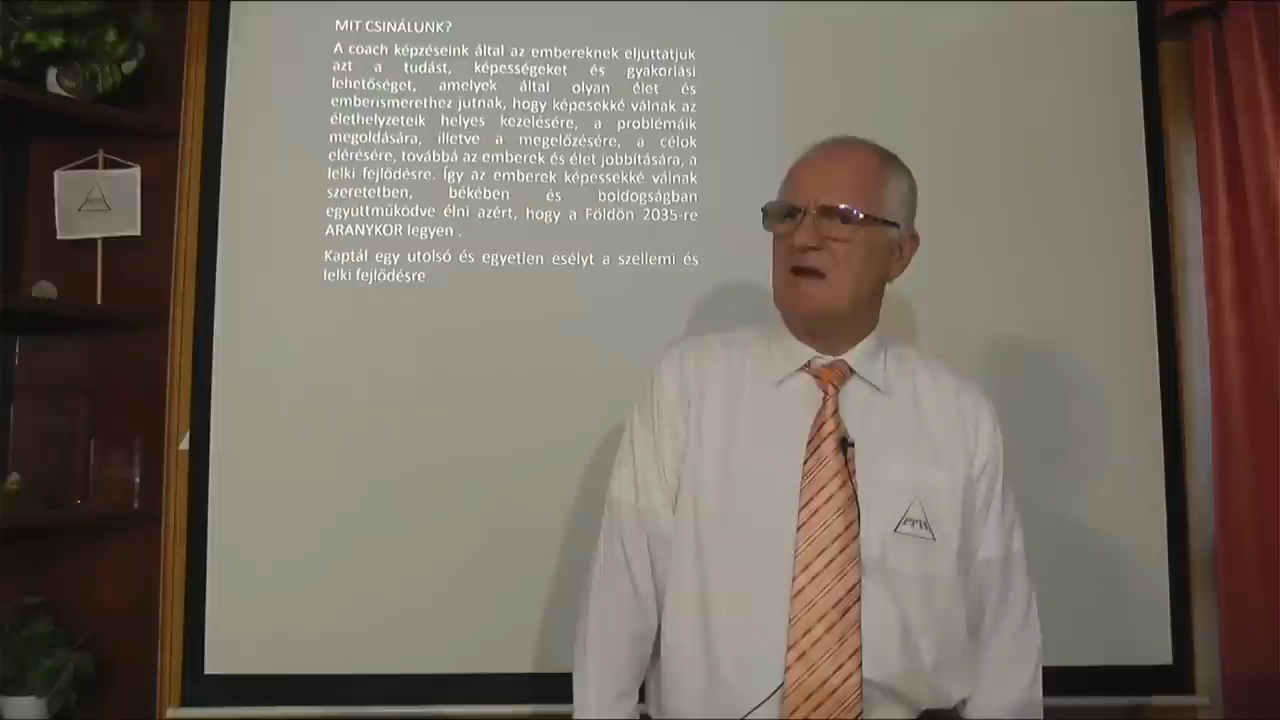 MIT CSINÁLUNK?
A coach képzéseink által az embereknek eljuttatjuk
azt a tudást, képességeket és gyakorlási
lehetőséget, amelyek által olyan élet és
emberismerethez jutnak, hogy képesekké válnak az
élethelyzeteik helyes kezelésére, a problémáik
megoldására, illetve a megelőzésére, a célok
elérésére, továbbá az emberek és élet jobbítására, a
lelki fejlődésre. Így az emberek képessekké válnak
szeretetben, békében és boldogságban
együttműködve élni azért, hogy a Földön 2035-re
ARANYKOR legyen .
Kaptál egy utolsó és egyetlen esélyt a szellemi és
lelki fejlődésre